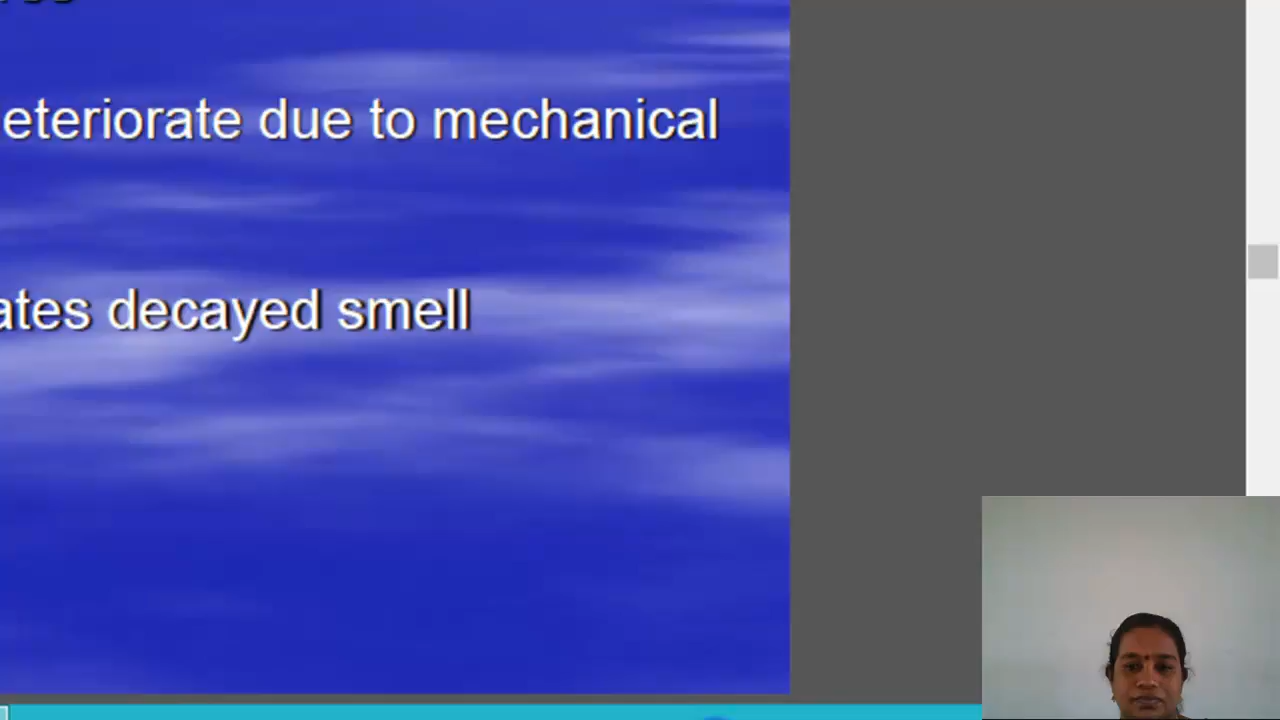 eteriorate due to mechanical
ates decayed smell